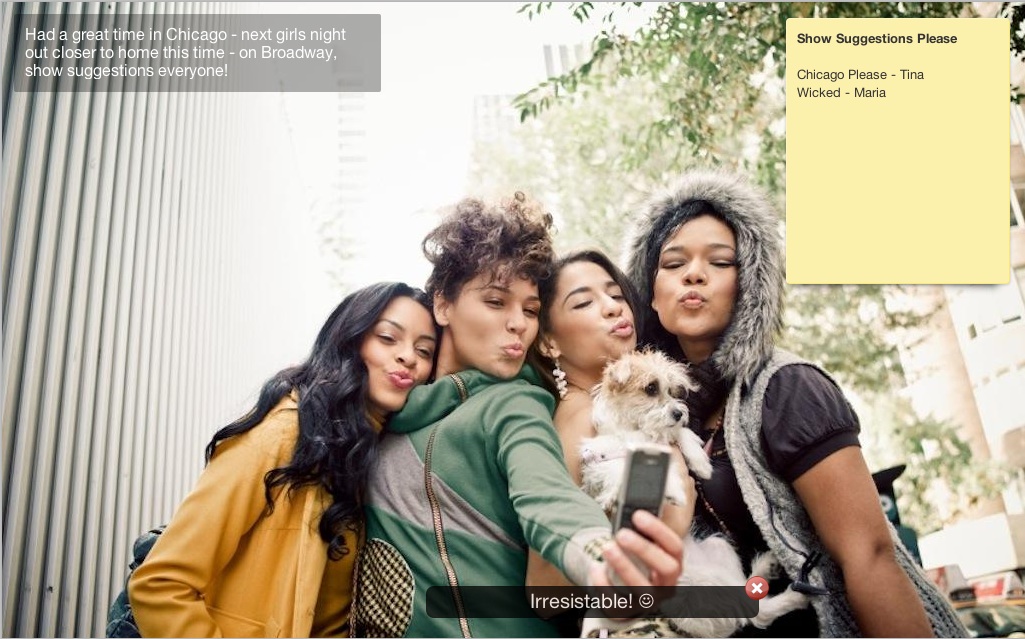 Had a great time in Chicago - next girls night
out closer to home this time - on Broadway,
show suggestions everyone!
Show Suggestions Please
Chicago Please - Tina
Wicked - Maria
Irresistable! ☺